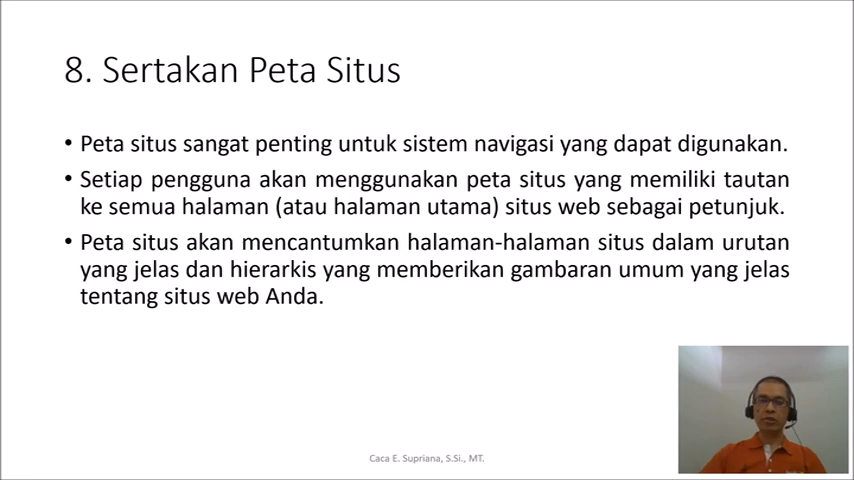 8. Sertakan Peta Situs
• Peta situs sangat penting untuk sistem navigasi yang dapat digunakan.
• Setiap pengguna akan menggunakan peta situs yang memiliki tautan
ke semua halaman (atau halaman utama) situs web sebagai petunjuk.
• Peta situs akan mencantumkan halaman-halaman situs dalam urutan
yang jelas dan hierarkis yang memberikan gambaran umum yang jelas
tentang situs web Anda.
Caca E. Supriana, S.Si., MT.